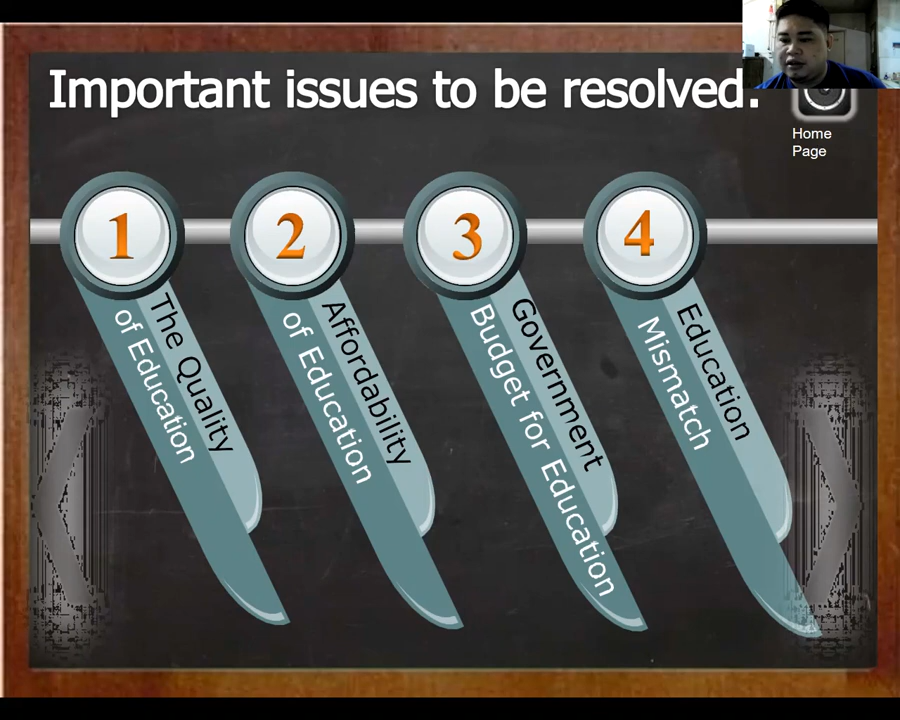 Important issues to be resolved.
Home
Page
1
2
3
4
The Quality
of Education
Affordability
of Education
Government
Budget for Education
Education
Mismatch